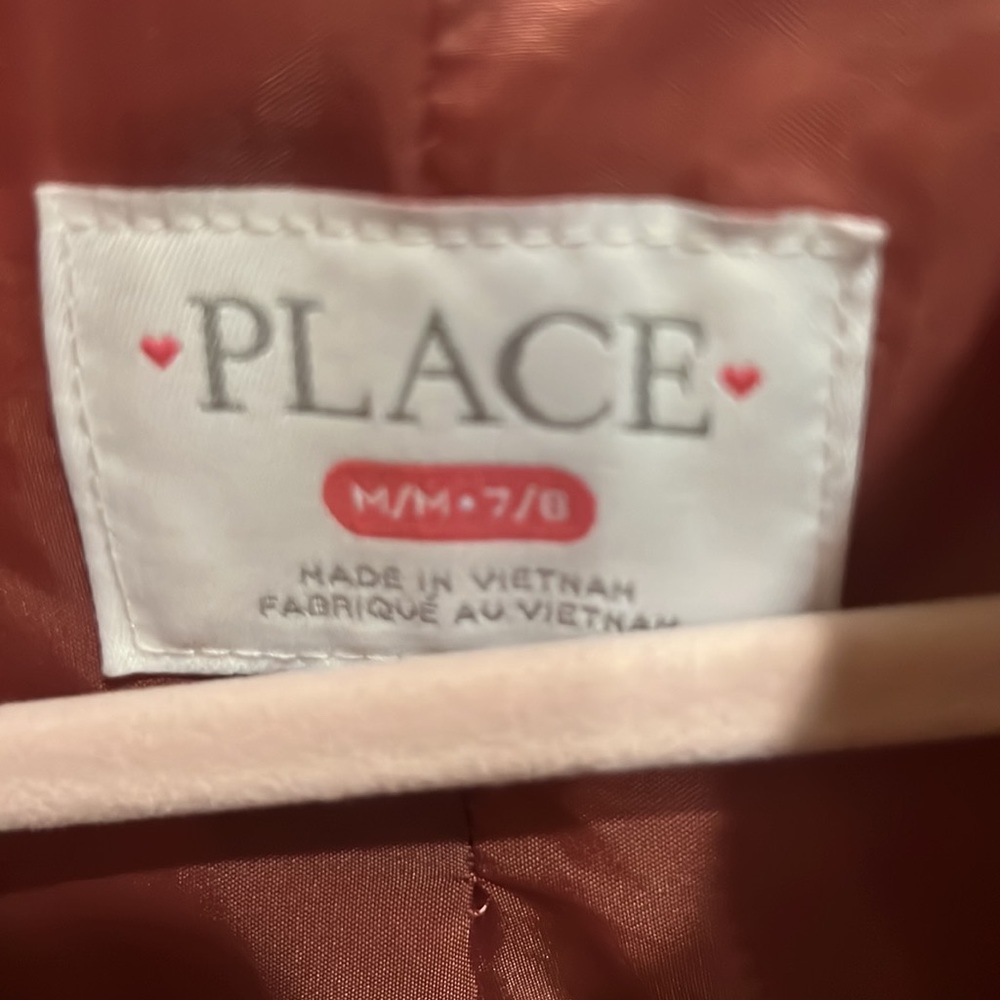 PLACE
M/M•7/8
MADE IN VIETNAM
FABRIQUÉ AU VIETNAM